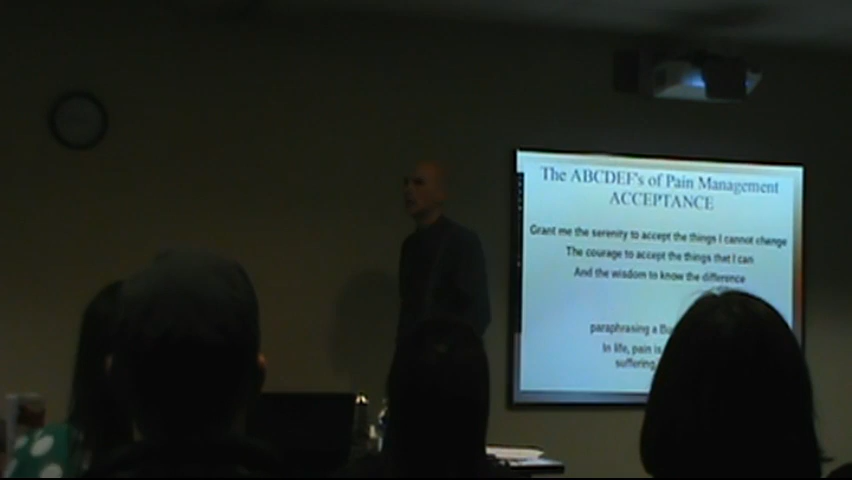 The ABCDEF's of Pain Management
ACCEPTANCE
Grant me the serenity to accept the things I cannot change
The courage to accept the things that I can
And the wisdom to know the difference
paraphrasing a
In life, pain is
suffering